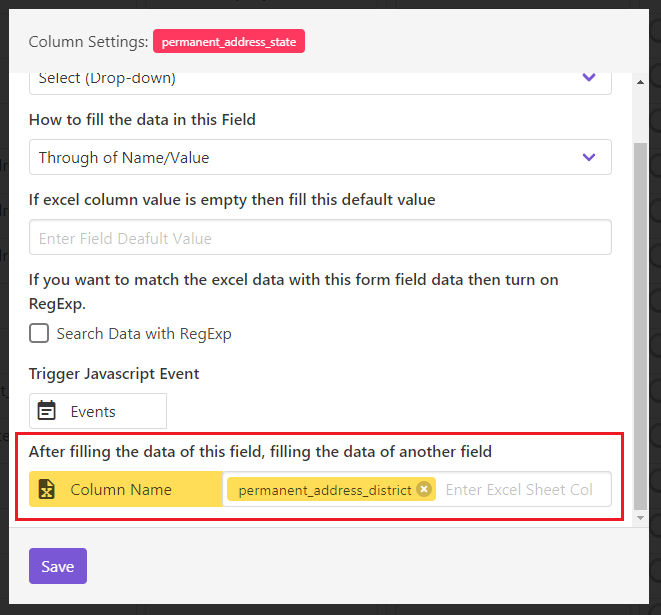 Column Settings: permanent_address_state
Select (Drop-down)
How to fill the data in this Field
Through of Name/Value
If excel column value is empty then fill this default value
Enter Field Deafult Value
If you want to match the excel data with this form field data then turn on
RegExp.
Search Data with RegExp
Trigger Javascript Event
Events
After filling the data of this field, filling the data of another field
Column Name permanent_address_district Enter Excel Sheet Col
Save